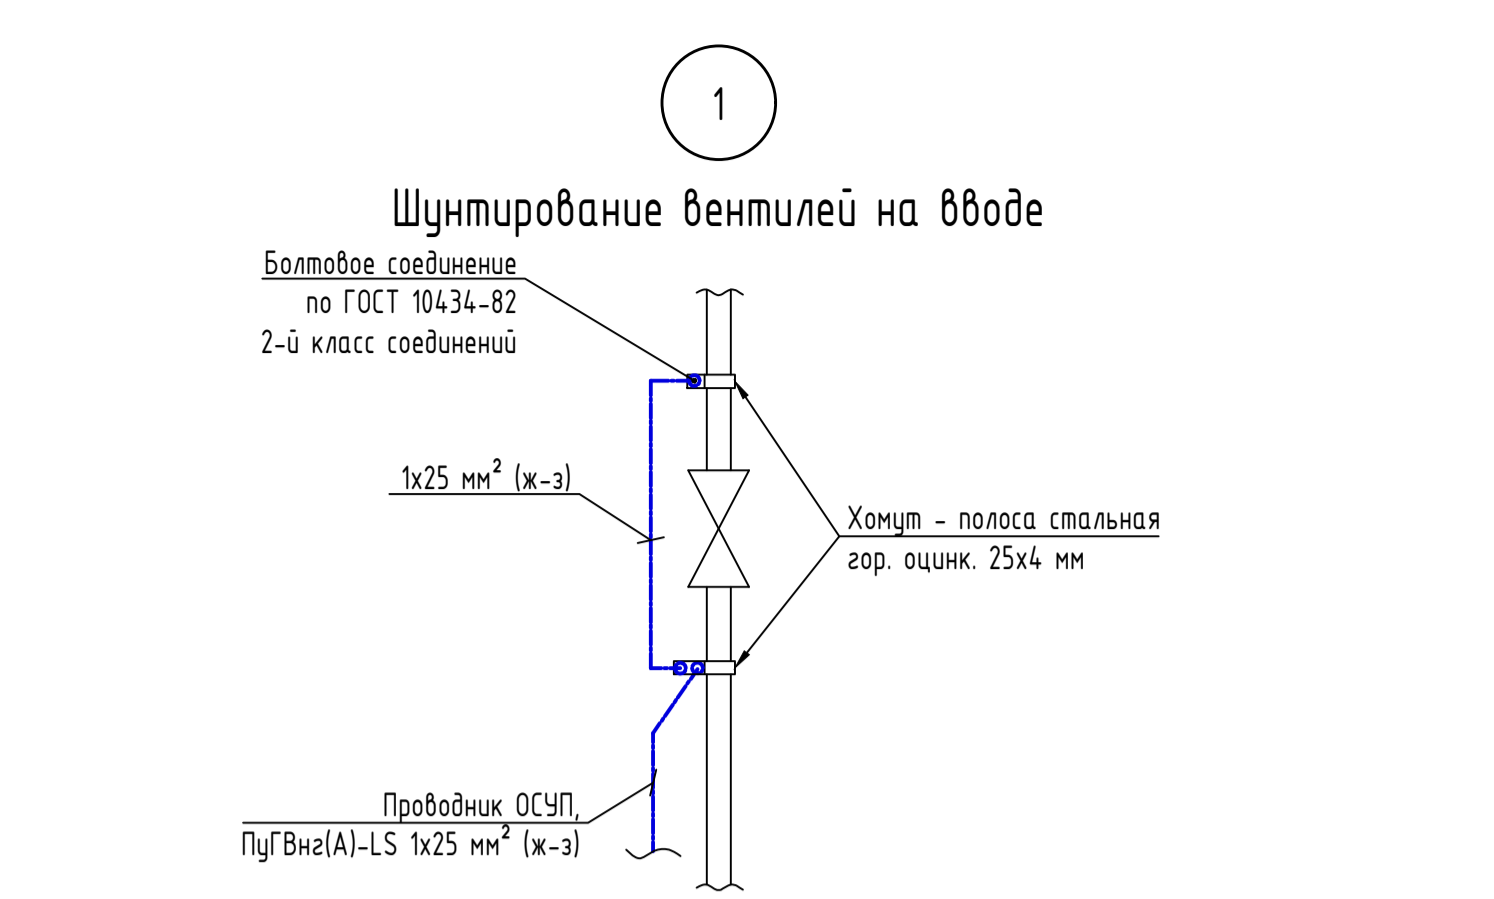 1
Шунтирование вентилей на вводе
Болтовое соединение
по ГОСТ 10434-82
2-й класс соединений
1х25 мм² (ж-з)
Хомут - полоса стальная
гор. оцинк. 25х4 мм
Проводник ОСУП,
ПуГВнг(А)-LS 1х25 мм² (ж-з)